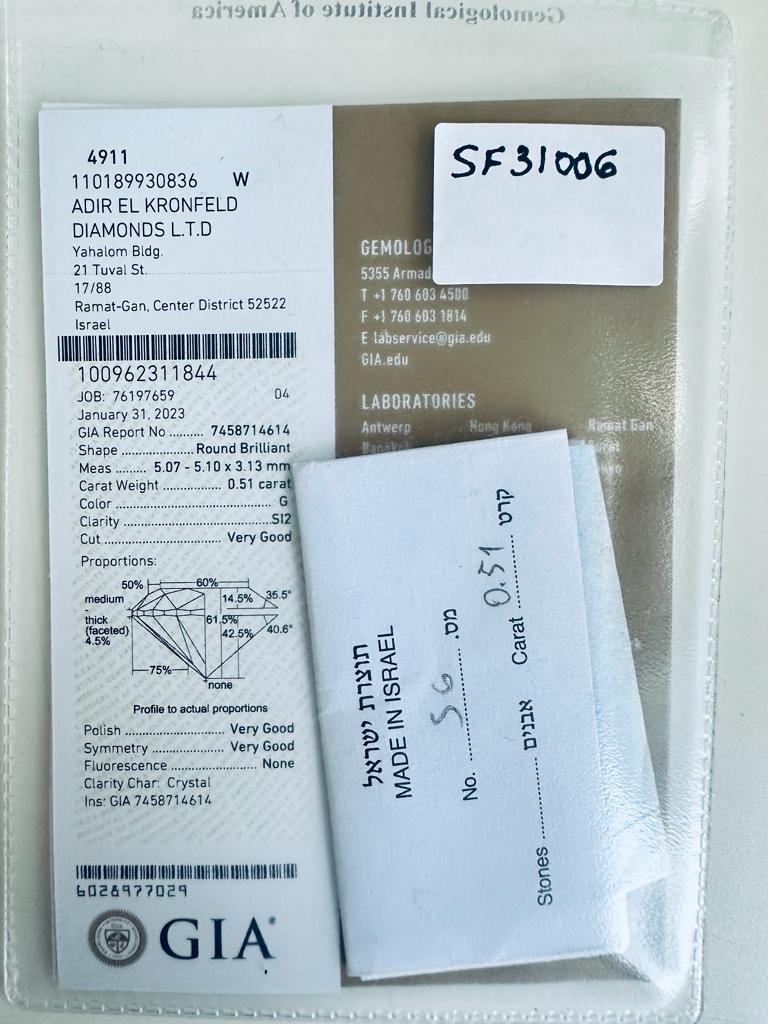 Gemological Institute of America
4911
110189930836 W
ADIR EL KRONFELD
DIAMONDS L.T.D
Yahalom Bldg.
21 Tuval St.
17/88
Ramat-Gan, Center District 52522
Israel
100962311844
JOB: 76197659 04
January 31, 2023
GIA Report No .......... 7458714614
Shape .................... Round Brilliant
Meas ........ 5.07 - 5.10 x 3.13 mm
Carat Weight ................ 0.51 carat
Color ................................................ G
Clarity ............................................ SI2
Cut ................................ Very Good
Proportions:
50% 60%
medium 14.5% 35.5°
-
thick
(faceted)
4.5%
61.5%
42.5% 40.6°
75%
none
Profile to actual proportions
Polish ........................... Very Good
Symmetry .................... Very Good
Fluorescence ........................ None
Clarity Char: Crystal
Ins: GIA 7458714614
6028977029
GIA®
SF31006
GEMOLOG
5355 Armad
T +1 760 603 4500
F +1 760 603 1814
E labservice@gia.edu
GIA.edu
LABORATORIES
Antwerp Hong Kong Ramat Gan
Bangkok
תוצרת ישראל
MADE IN ISRAEL
No. .................... מס.
Stones ................ אבנים Carat 0.51 קרט